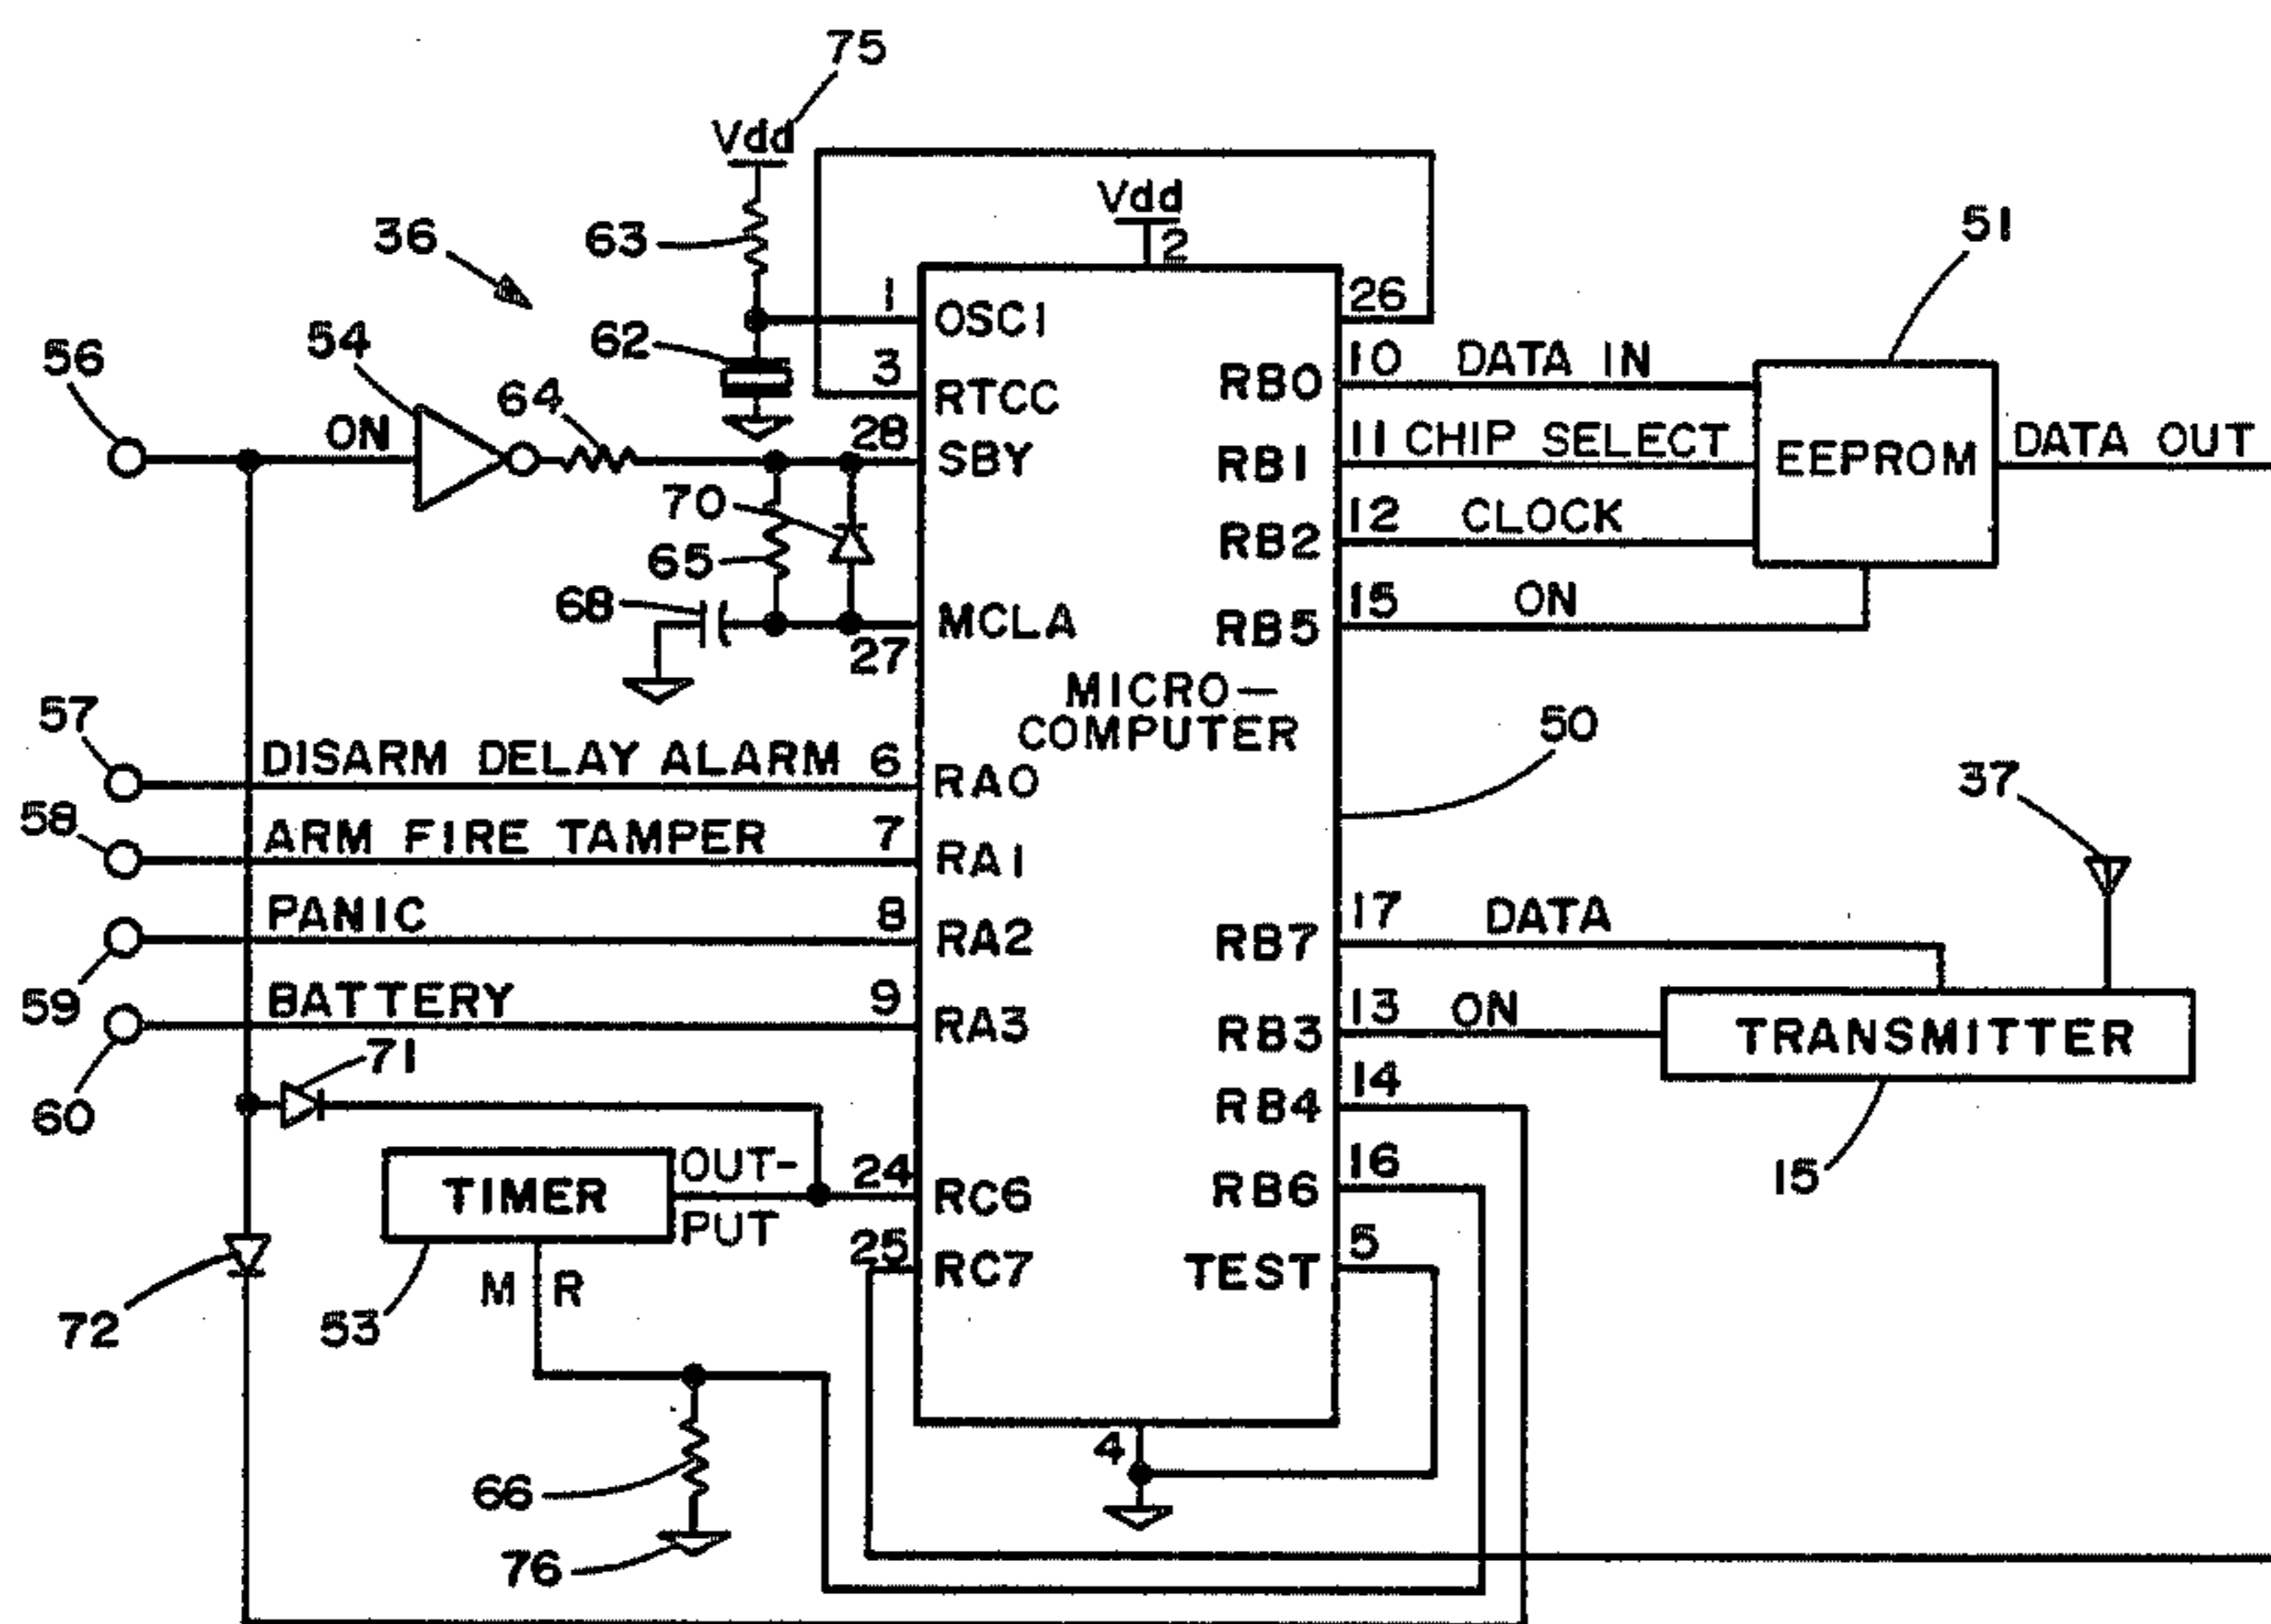 75
Vdd
Vdd
2
36
63
51
1
OSC1
26
54
56
62
3
RTCC
10
DATA IN
RB0
64
ON
28
SBY
11
CHIP SELECT
RB1
EEPROM
DATA OUT
70
12
CLOCK
RB2
65
68
MCLA
27
15
ON
RB5
MICRO-
COMPUTER
50
57
DISARM DELAY ALARM
6
RA0
37
58
ARM FIRE TAMPER
7
RA1
59
PANIC
8
RA2
17
DATA
RB7
60
BATTERY
9
RA3
13
ON
RB3
TRANSMITTER
71
14
RB4
15
TIMER
OUT-
PUT
24
RC6
16
RB6
72
53
M R
25
RC7
TEST
5
4
66
76